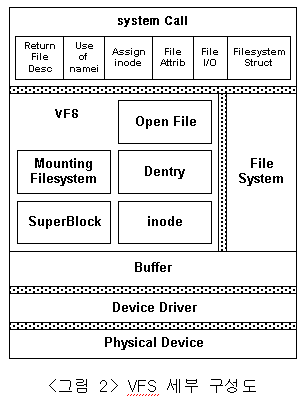 system Call
Return File Desc
Use of namei
Assign inode
File Attrib
File I/O
Filesystem Struct
VFS
Open File
Mounting Filesystem
Dentry
File System
SuperBlock
inode
Buffer
Device Driver
Physical Device
<그림 2> VFS 세부 구성도